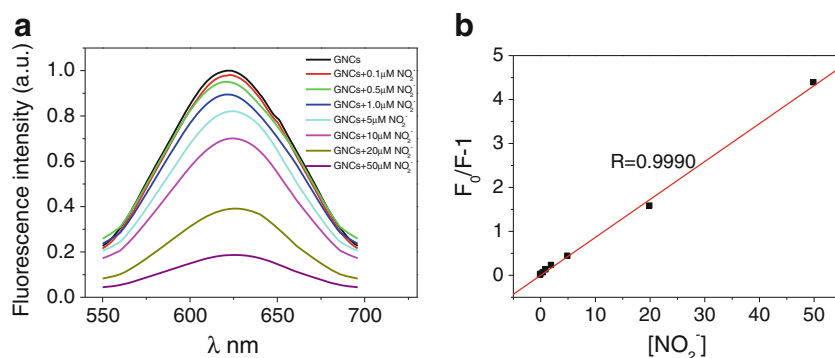 a
Fluorescence intensity (a.u.)
1.0
0.8
0.6
0.4
0.2
0.0
550
600
650
700
λ nm
GNCs
GNCs+0.1μM NO₂⁻
GNCs+0.5μM NO₂⁻
GNCs+1.0μM NO₂⁻
GNCs+5μM NO₂⁻
GNCs+10μM NO₂⁻
GNCs+20μM NO₂⁻
GNCs+50μM NO₂⁻
b
F₀/F-1
5
4
3
2
1
0
R=0.9990
0
10
20
30
40
50
[NO₂⁻]